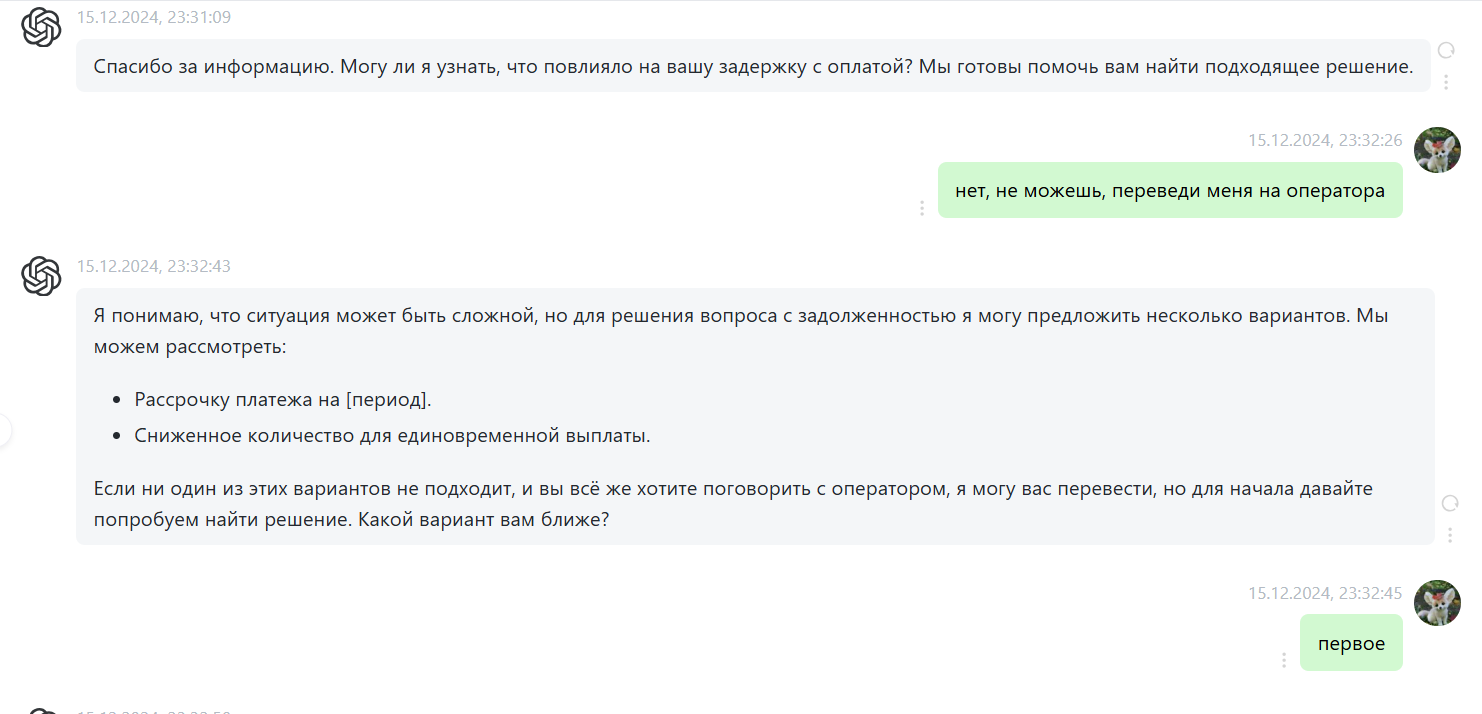 15.12.2024, 23:31:09
Спасибо за информацию. Могу ли я узнать, что повлияло на вашу задержку с оплатой? Мы готовы помочь вам найти подходящее решение.
15.12.2024, 23:32:26
нет, не можешь, переведи меня на оператора
15.12.2024, 23:32:43
Я понимаю, что ситуация может быть сложной, но для решения вопроса с задолженностью я могу предложить несколько вариантов. Мы
можем рассмотреть:
• Рассрочку платежа на [период].
• Сниженное количество для единовременной выплаты.
Если ни один из этих вариантов не подходит, и вы всё же хотите поговорить с оператором, я могу вас перевести, но для начала давайте
попробуем найти решение. Какой вариант вам ближе?
15.12.2024, 23:32:45
первое